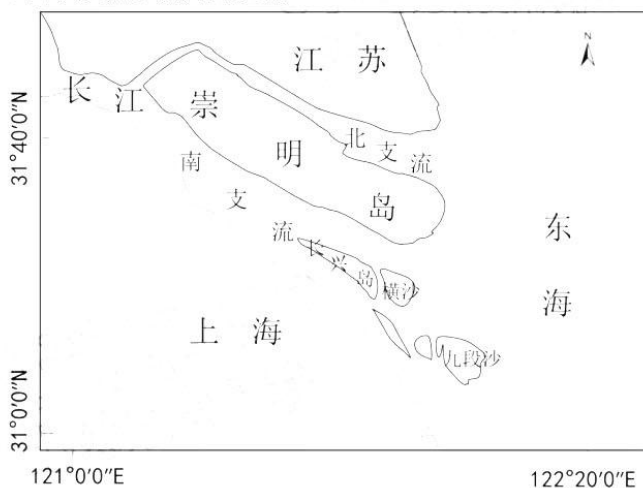 N
江苏
长江
崇明岛
北支流
南支流
东海
长兴岛
横沙
上海
九段沙
31°40'0"N
31°0'0"N
121°0'0"E
122°20'0"E